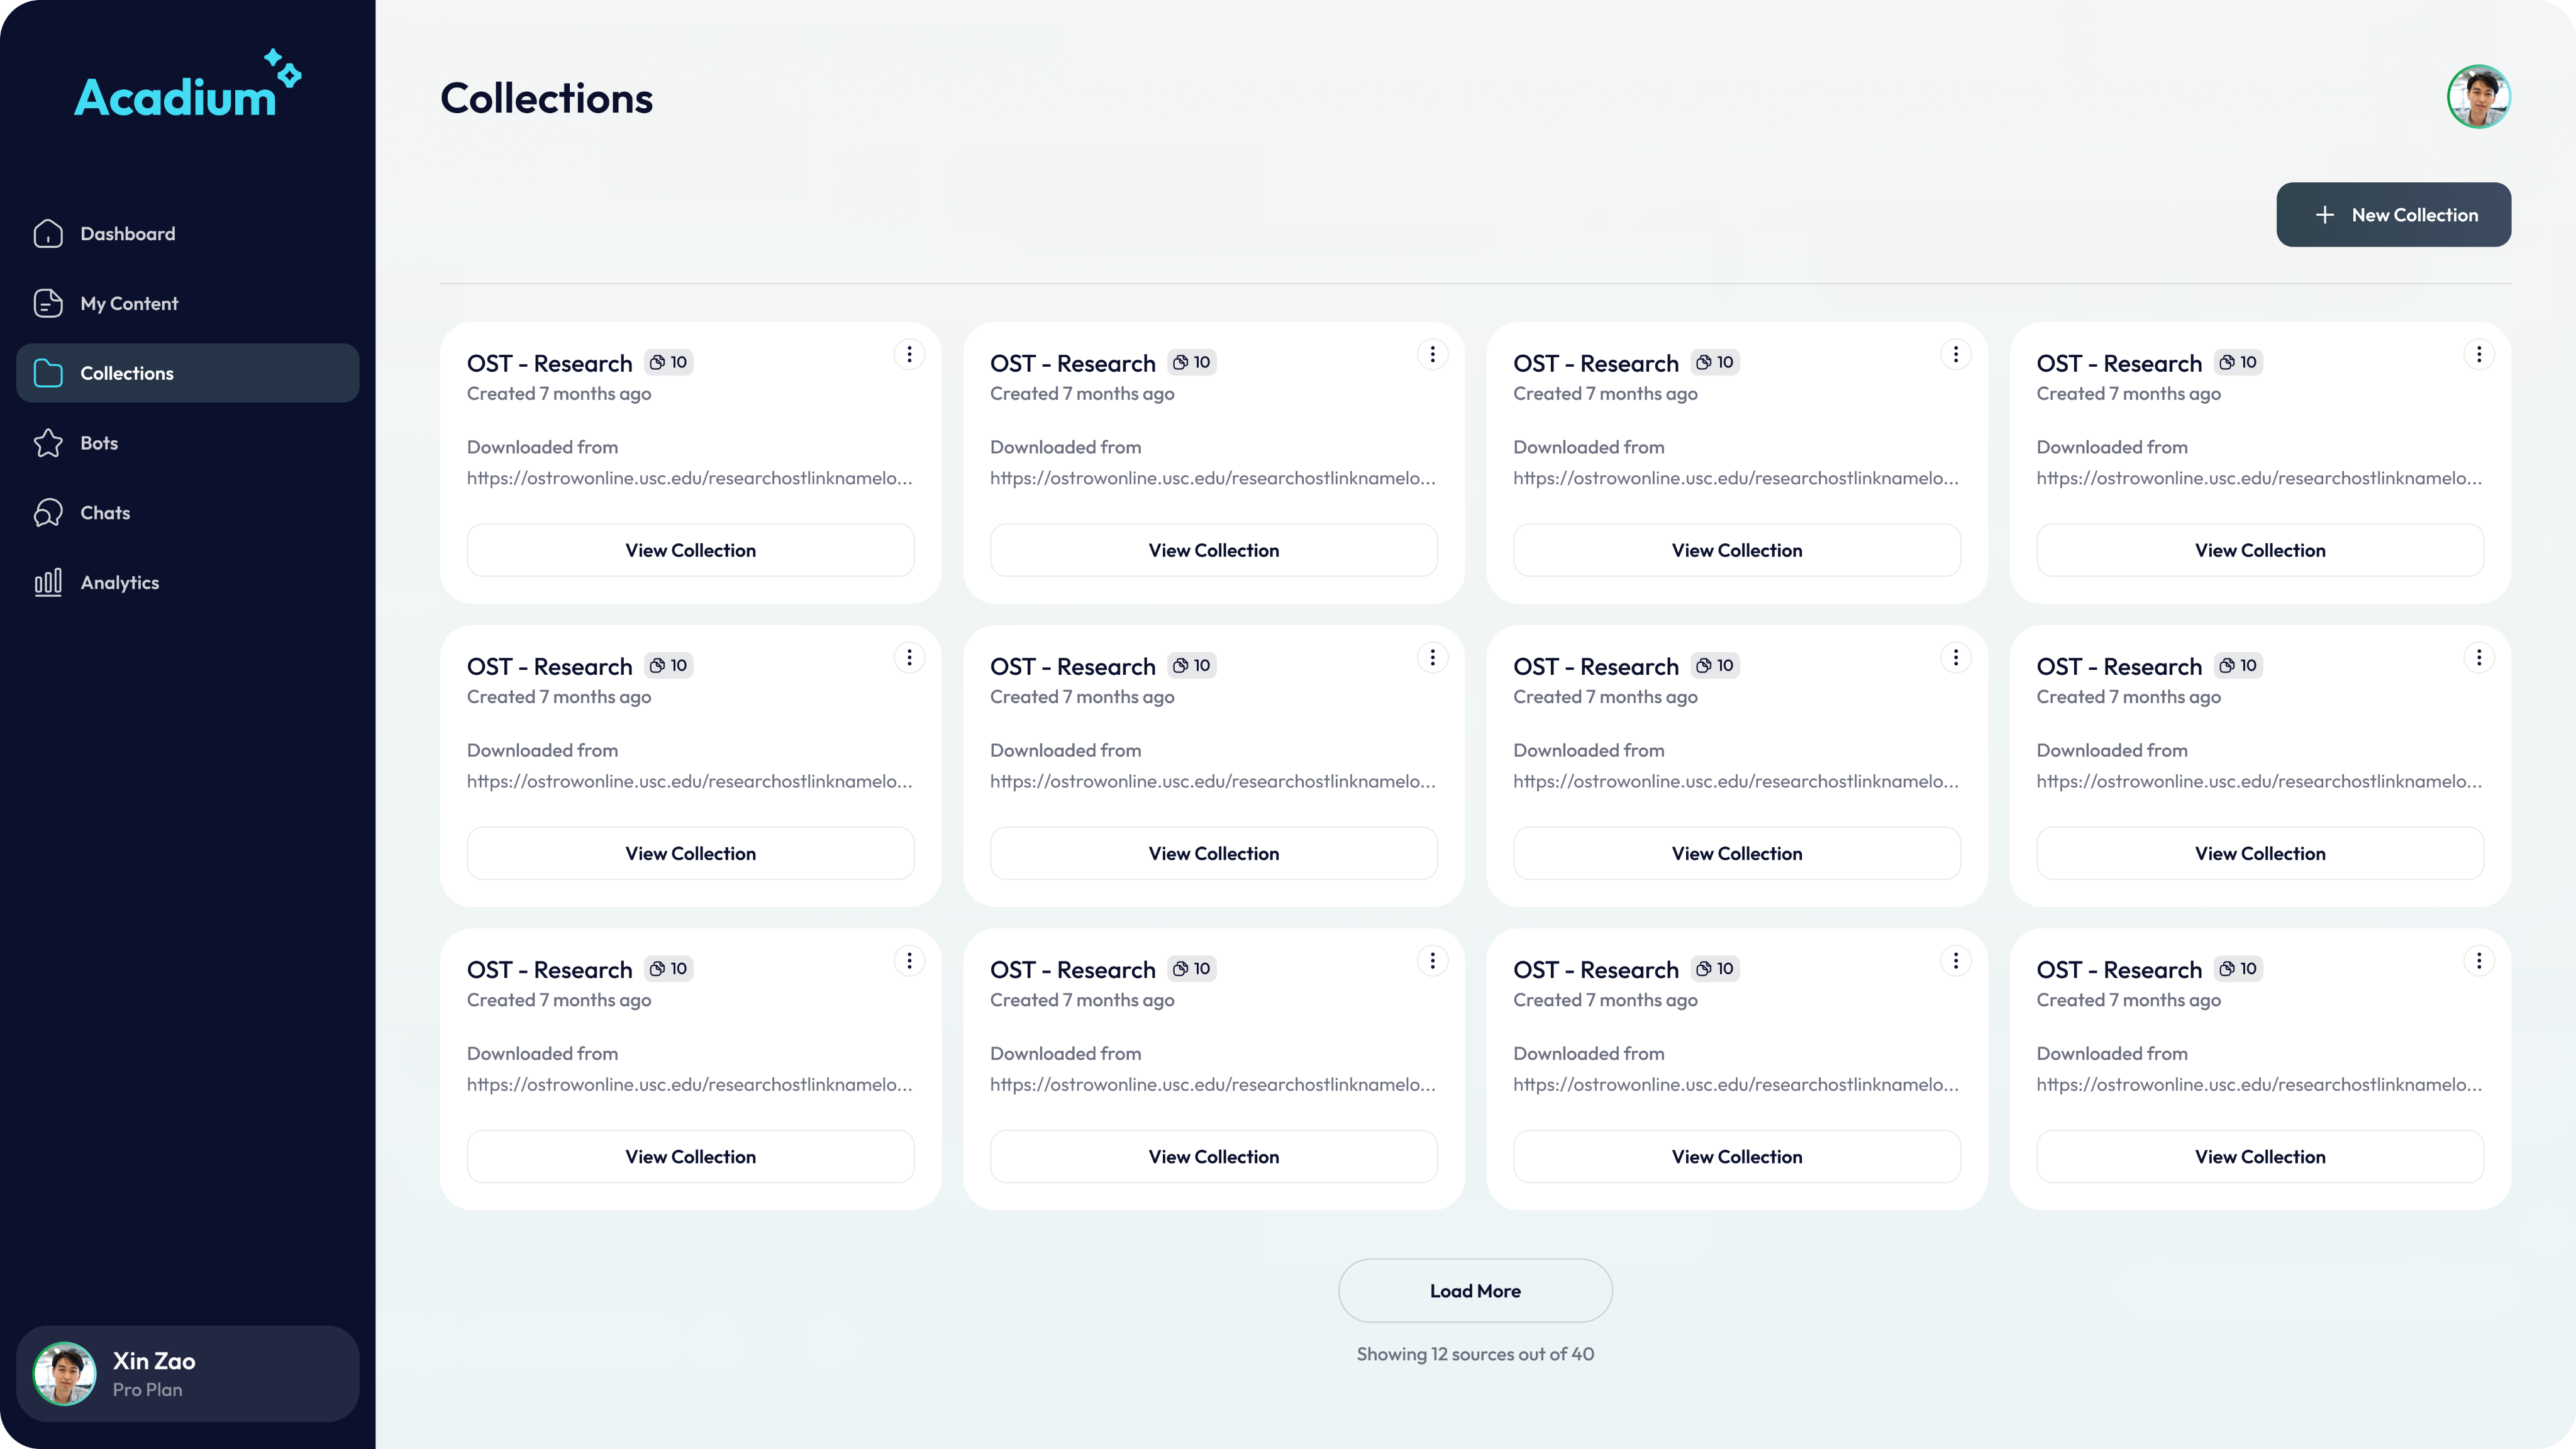 Acadium
Dashboard
My Content
Collections
Bots
Chats
Analytics
Xin Zao
Pro Plan
Collections
New Collection
OST - Research 10
Created 7 months ago
Downloaded from
https://ostrowonline.usc.edu/researchostlinknamelo...
View Collection
OST - Research 10
Created 7 months ago
Downloaded from
https://ostrowonline.usc.edu/researchostlinknamelo...
View Collection
OST - Research 10
Created 7 months ago
Downloaded from
https://ostrowonline.usc.edu/researchostlinknamelo...
View Collection
OST - Research 10
Created 7 months ago
Downloaded from
https://ostrowonline.usc.edu/researchostlinknamelo...
View Collection
OST - Research 10
Created 7 months ago
Downloaded from
https://ostrowonline.usc.edu/researchostlinknamelo...
View Collection
OST - Research 10
Created 7 months ago
Downloaded from
https://ostrowonline.usc.edu/researchostlinknamelo...
View Collection
OST - Research 10
Created 7 months ago
Downloaded from
https://ostrowonline.usc.edu/researchostlinknamelo...
View Collection
OST - Research 10
Created 7 months ago
Downloaded from
https://ostrowonline.usc.edu/researchostlinknamelo...
View Collection
OST - Research 10
Created 7 months ago
Downloaded from
https://ostrowonline.usc.edu/researchostlinknamelo...
View Collection
OST - Research 10
Created 7 months ago
Downloaded from
https://ostrowonline.usc.edu/researchostlinknamelo...
View Collection
OST - Research 10
Created 7 months ago
Downloaded from
https://ostrowonline.usc.edu/researchostlinknamelo...
View Collection
OST - Research 10
Created 7 months ago
Downloaded from
https://ostrowonline.usc.edu/researchostlinknamelo...
View Collection
Load More
Showing 12 sources out of 40